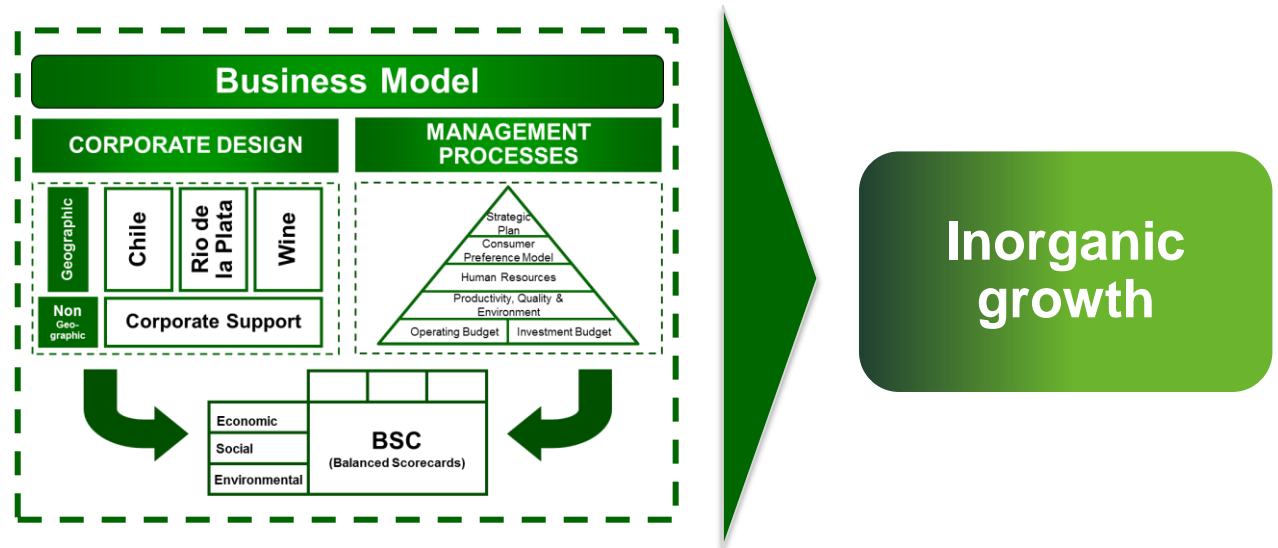 Business Model
CORPORATE DESIGN
MANAGEMENT
PROCESSES
Geographic
Chile
Rio de
la Plata
Wine
Non
Geo-
graphic
Corporate Support
Strategic
Plan
Consumer
Preference Model
Human Resources
Productivity, Quality &
Environment
Operating Budget
Investment Budget
Economic
Social
Environmental
BSC
(Balanced Scorecards)
Inorganic
growth